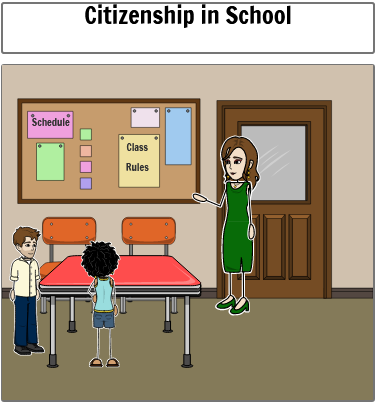 Citizenship in School
Schedule
Class
Rules